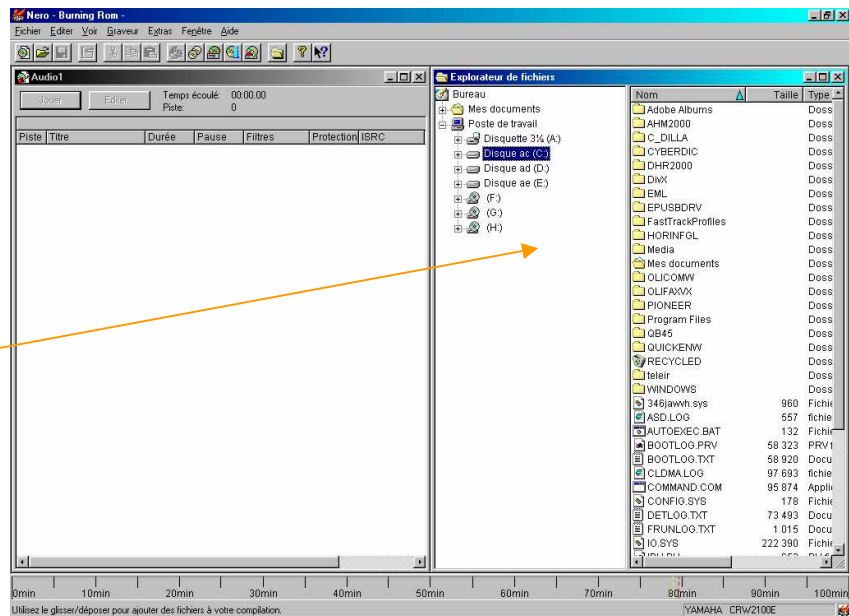 Nero - Burning Rom -
Fichier Editer Voir Graveur Extras Fenêtre Aide
Audio1
Jouer Editer... Temps écoulé: 00:00.00
Piste: 0
Piste Titre Durée Pause Filtres Protection ISRC
Explorateur de fichiers
Bureau
Mes documents
Poste de travail
Disquette 3½ (A:)
Disque ac (C:)
Disque ad (D:)
Disque ae (E:)
(F:)
(G:)
(H:)
Nom Taille Type
Adobe Albums Doss
AHM2000 Doss
C_DILLA Doss
CYBERDIC Doss
DHR2000 Doss
DivX Doss
EML Doss
EPUSBDRV Doss
FastTrackProfiles Doss
HORINFGL Doss
Media Doss
Mes documents Doss
OLICOMW Doss
OLIFAXVX Doss
PIONEER Doss
Program Files Doss
QB45 Doss
QUICKENW Doss
RECYCLED Doss
teleir Doss
WINDOWS Doss
346jawvh.sys 960 Fichie
ASD.LOG 557 fichie
AUTOEXEC.BAT 132 Fichie
BOOTLOG.PRV 58 323 PRV1
BOOTLOG.TXT 58 920 Docu
CLDMA.LOG 97 693 fichie
COMMAND.COM 95 874 Applic
CONFIG.SYS 178 Fichie
DETLOG.TXT 73 493 Docu
FRUNLOG.TXT 1 015 Docu
IO.SYS 222 390 Fichie
0min 10min 20min 30min 40min 50min 60min 70min 80min 90min 100min
Utilisez le glisser/déposer pour ajouter des fichiers à votre compilation. YAMAHA CRW2100E